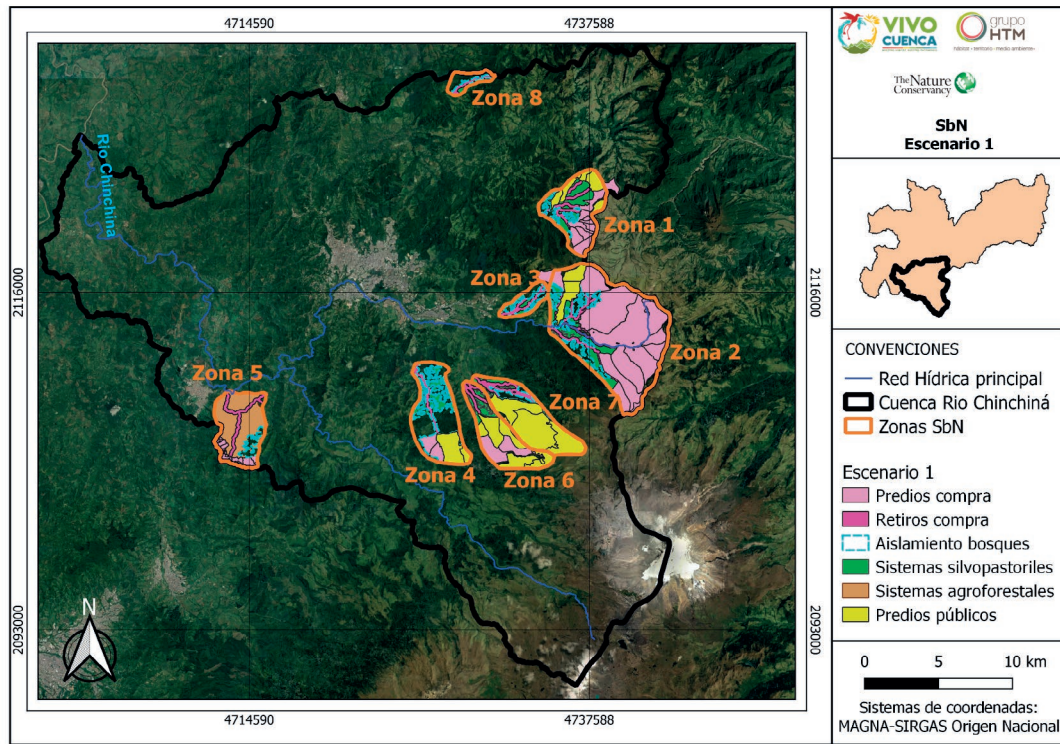 4714590
4737588
2116000
2093000
Zona 8
Rio Chinchina
Zona 1
Zona 3
Zona 2
Zona 5
Zona 7
Zona 4
Zona 6
N
2116000
2093000
4714590
4737588
VIVO
CUENCA
grupo
HTM
The Nature
Conservancy
SbN
Escenario 1
CONVENCIONES
Red Hídrica principal
Cuenca Rio Chinchiná
Zonas SbN
Escenario 1
Predios compra
Retiros compra
Aislamiento bosques
Sistemas silvopastoriles
Sistemas agroforestales
Predios públicos
0 5 10 km
Sistemas de coordenadas:
MAGNA-SIRGAS Origen Nacional